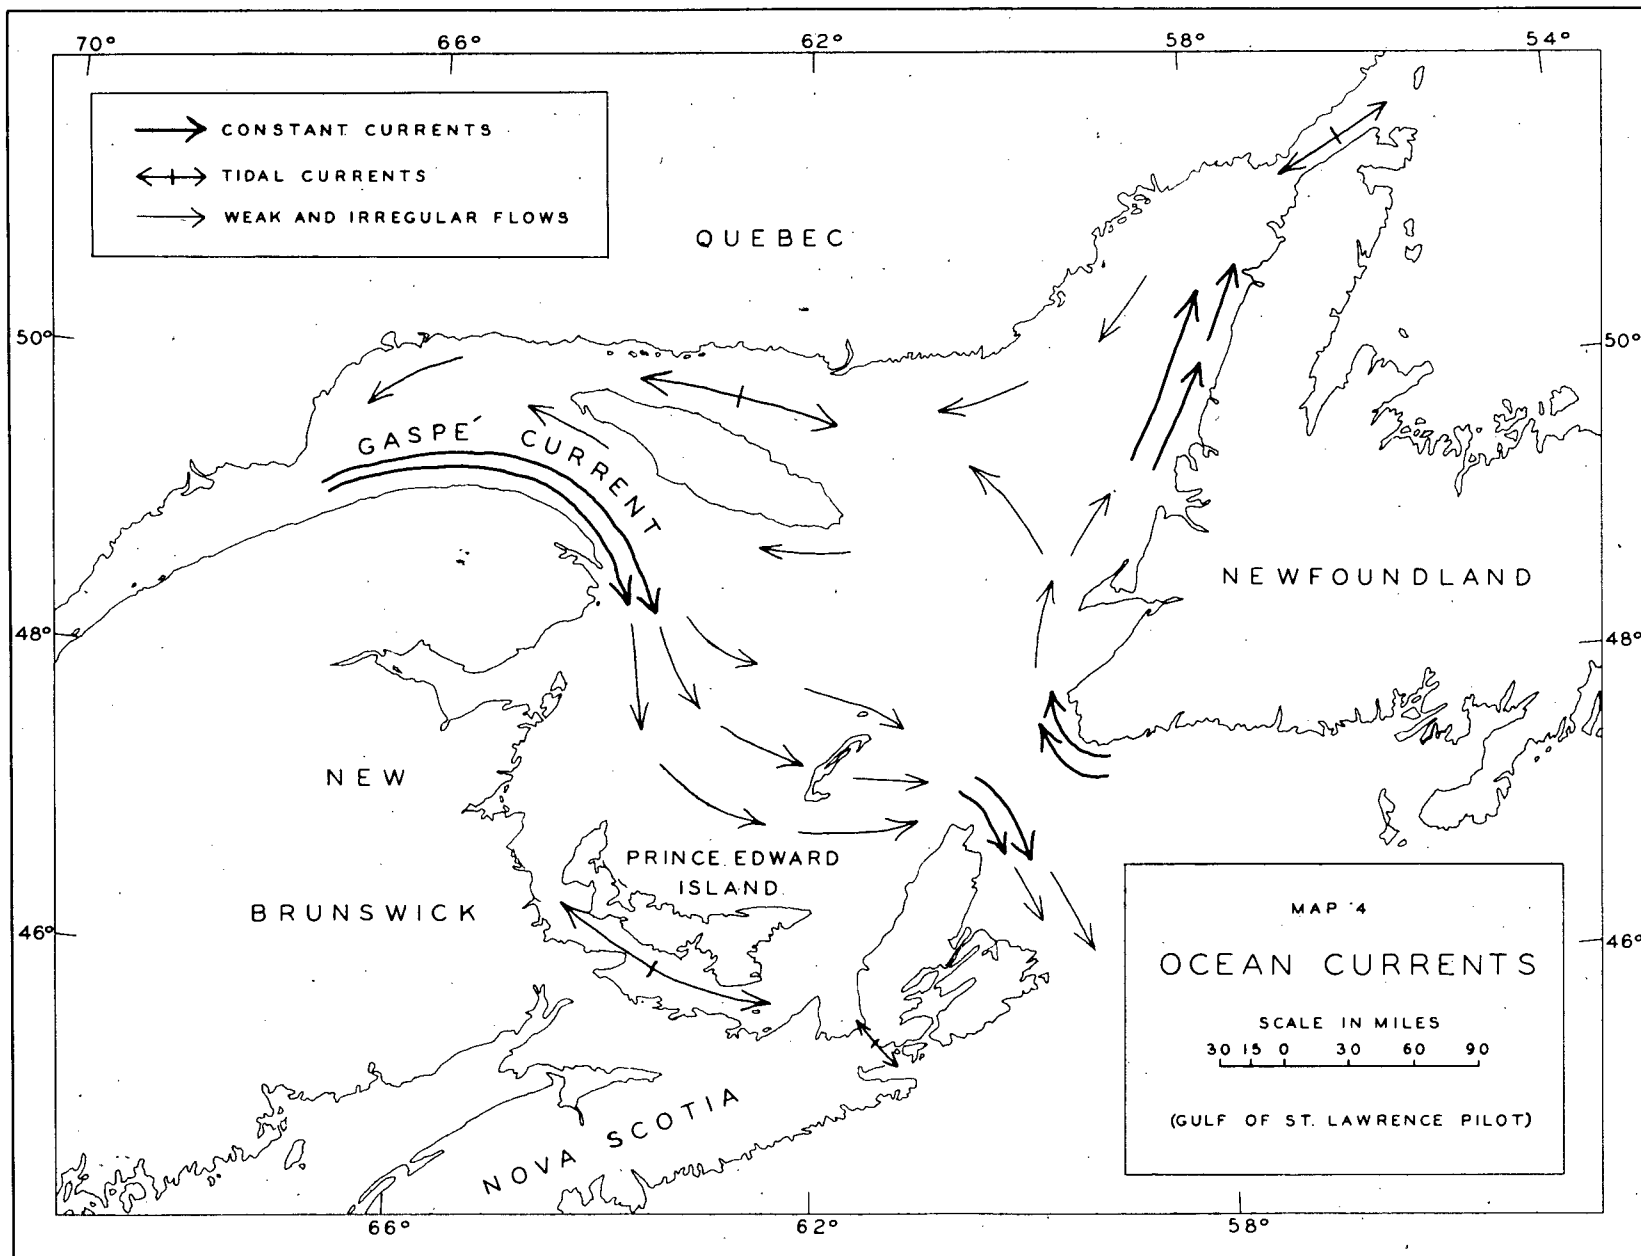 70° 66° 62° 58° 54°
CONSTANT CURRENTS
TIDAL CURRENTS
WEAK AND IRREGULAR FLOWS
QUEBEC
50° 50°
GASPÉ CURRENT
NEWFOUNDLAND
48° 48°
NEW
BRUNSWICK
PRINCE EDWARD
ISLAND
46° 46°
NOVA SCOTIA
MAP 4
OCEAN CURRENTS
SCALE IN MILES
30 15 0 30 60 90
(GULF OF ST. LAWRENCE PILOT)
66° 62° 58°